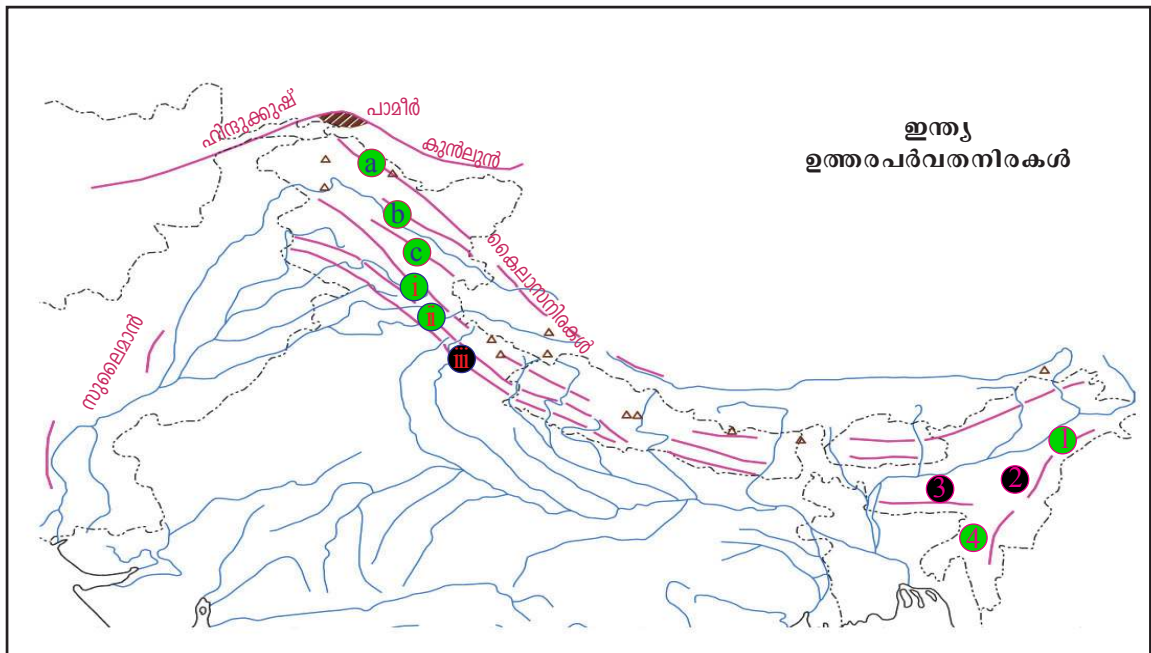 ഇന്ത്യ
ഉത്തരപർവതനിരകൾ
ഹിന്ദുക്കുഷ്
പാമീർ
കുൻലുൻ
a
b
c
i
ii
iii
കൈലാസനിരകൾ
സുലൈമാൻ
1
2
3
4